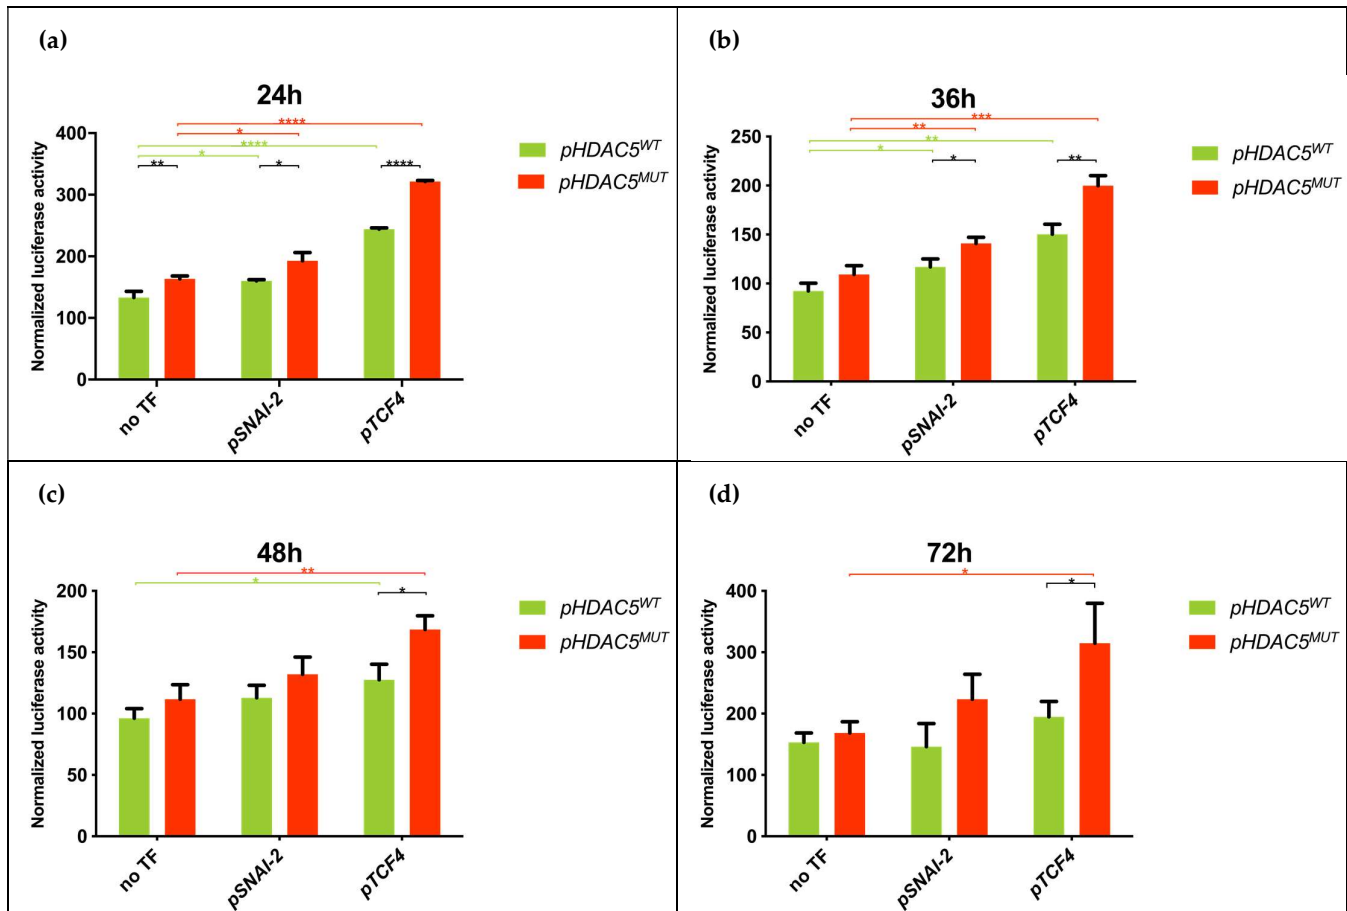 (a)
24h
****
*
****
*
**
*
****
Normalized luciferase activity
400
300
200
100
0
no TF
pSNAI-2
pTCF4
pHDAC5WT
pHDAC5MUT
(b)
36h
***
**
**
*
*
**
Normalized luciferase activity
250
200
150
100
50
0
no TF
pSNAI-2
pTCF4
pHDAC5WT
pHDAC5MUT
(c)
48h
**
*
*
Normalized luciferase activity
200
150
100
50
0
no TF
pSNAI-2
pTCF4
pHDAC5WT
pHDAC5MUT
(d)
72h
*
*
Normalized luciferase activity
400
300
200
100
0
no TF
pSNAI-2
pTCF4
pHDAC5WT
pHDAC5MUT